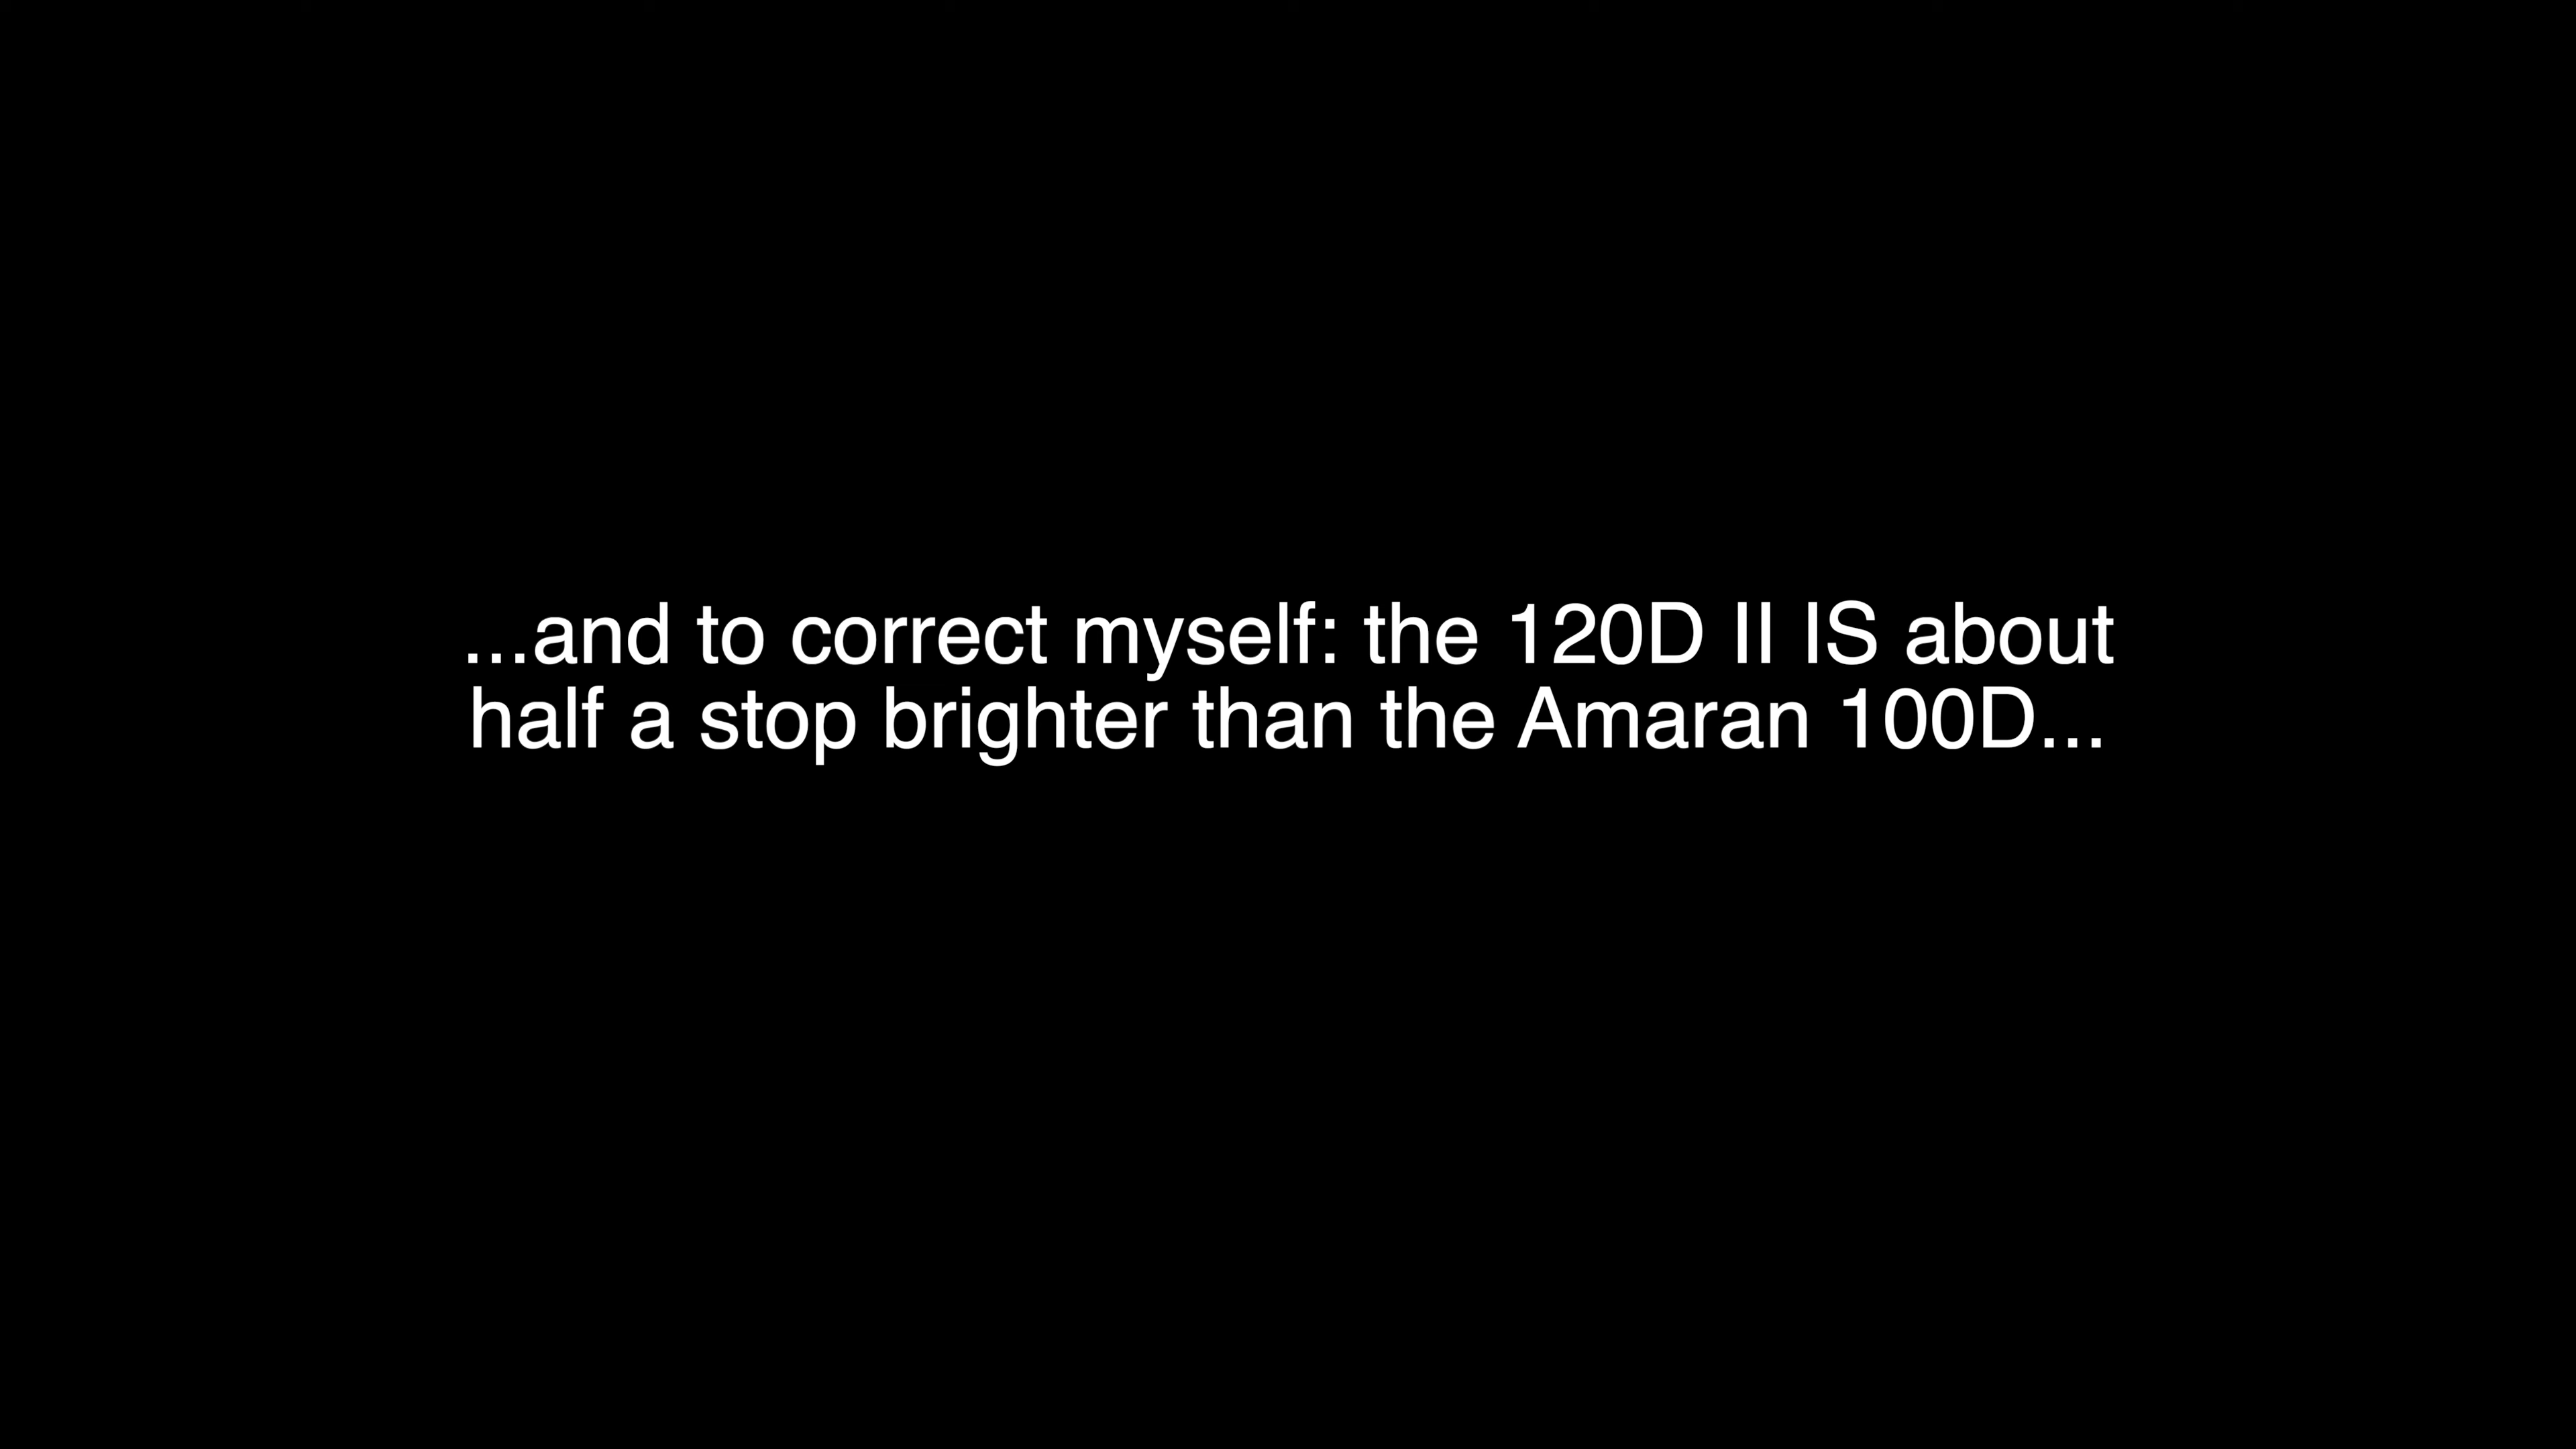 ...and to correct myself: the 120D II IS about
half a stop brighter than the Amaran 100D...